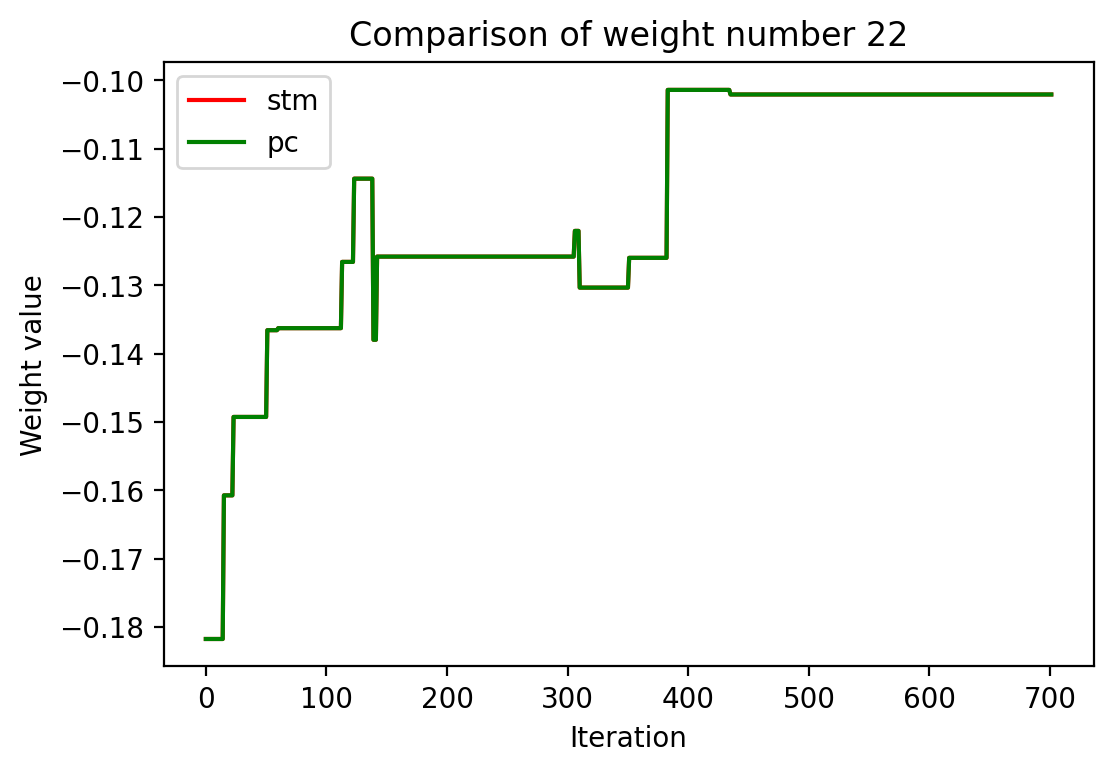 Comparison of weight number 22
stm
pc
Weight value
−0.10
−0.11
−0.12
−0.13
−0.14
−0.15
−0.16
−0.17
−0.18
0 100 200 300 400 500 600 700
Iteration